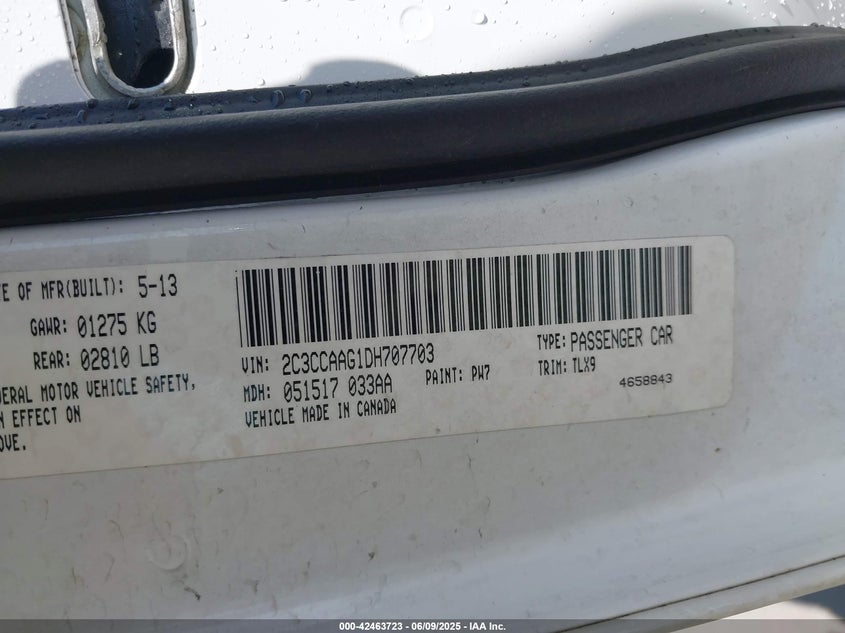 TE OF MFR(BUILT): 5-13
GAWR: 01275 KG
REAR: 02810 LB
DERAL MOTOR VEHICLE SAFETY,
N EFFECT ON
OVE.
VIN: 2C3CCAAG1DH707703
TYPE: PASSENGER CAR
MDH: 051517 033AA
PAINT: PW7
TRIM: TLX9
VEHICLE MADE IN CANADA
4658843
000-42463723 - 06/09/2025 - IAA Inc.